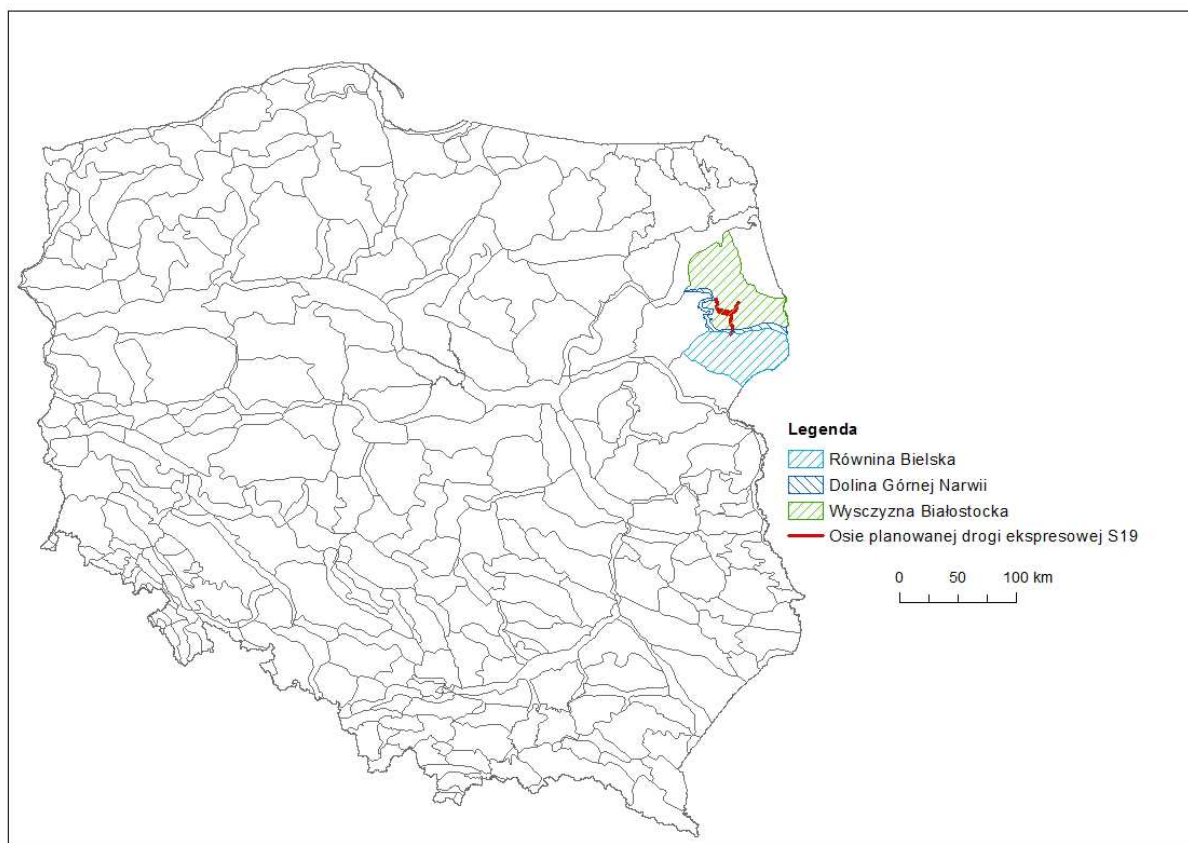 Legenda
Równina Bielska
Dolina Górnej Narwii
Wysczyzna Białostocka
Osie planowanej drogi ekspresowej S19
0 50 100 km